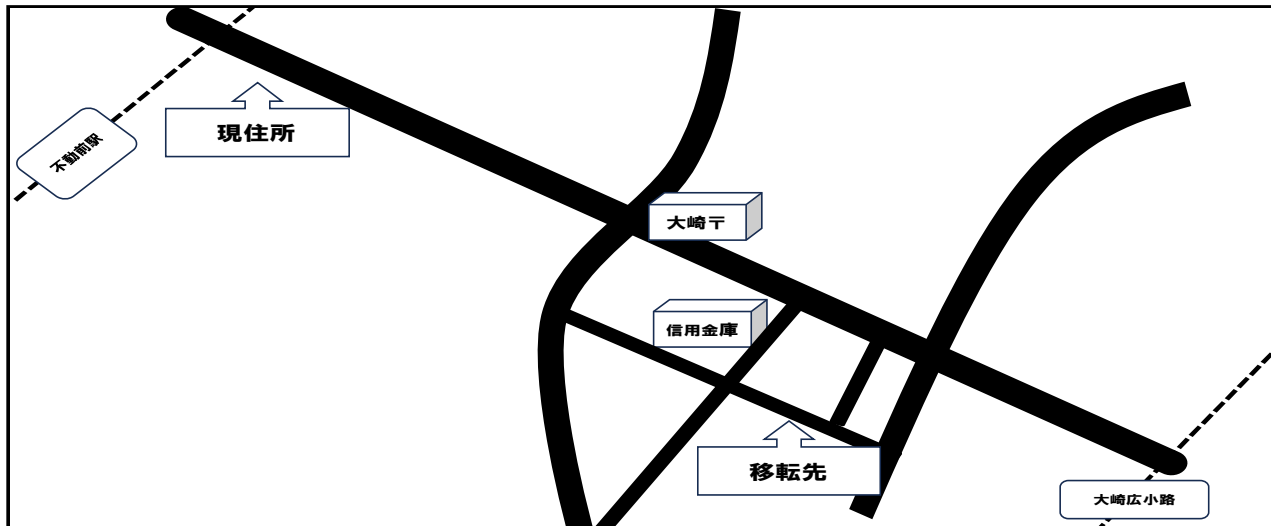 現住所
不動前駅
大崎〒
信用金庫
移転先
大崎広小路